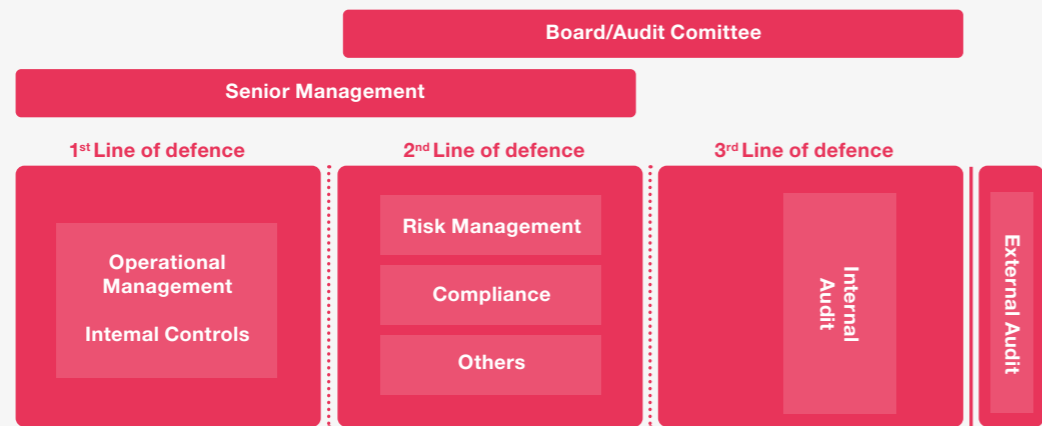 Board/Audit Comittee
Senior Management
1st Line of defence
2nd Line of defence
3rd Line of defence
Operational
Management
Intemal Controls
Risk Management
Compliance
Others
Internal
Audit
External Audit